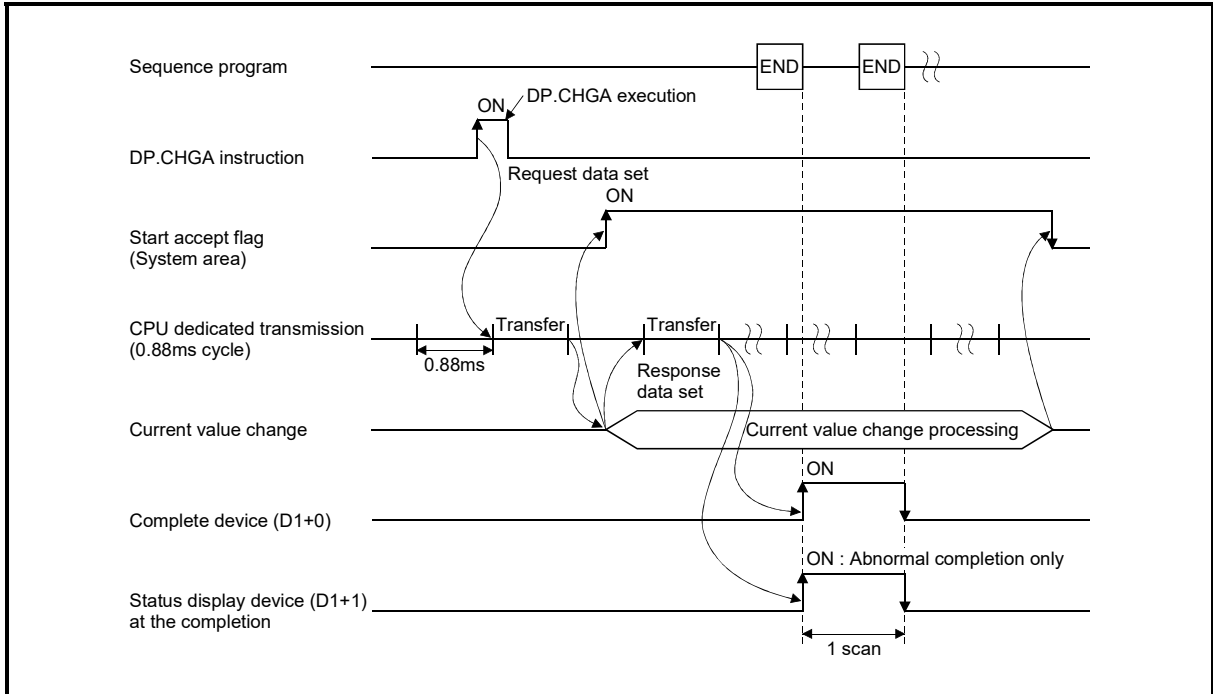 Sequence program
END
END
ON
DP.CHGA execution
DP.CHGA instruction
Request data set
ON
Start accept flag
(System area)
CPU dedicated transmission
(0.88ms cycle)
Transfer
Transfer
0.88ms
Response
data set
Current value change
Current value change processing
ON
Complete device (D1+0)
ON : Abnormal completion only
Status display device (D1+1)
at the completion
1 scan